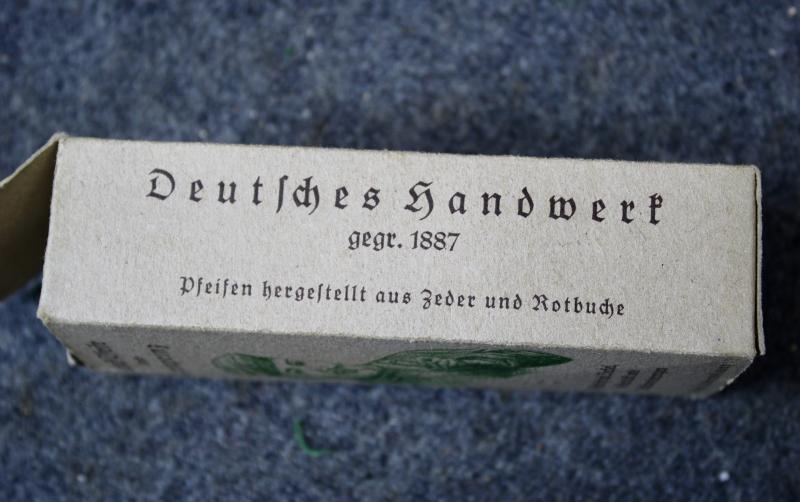 Deutſches Handwerk
gegr. 1887
Pfeifen hergeſtellt aus Zeder und Rotbuche